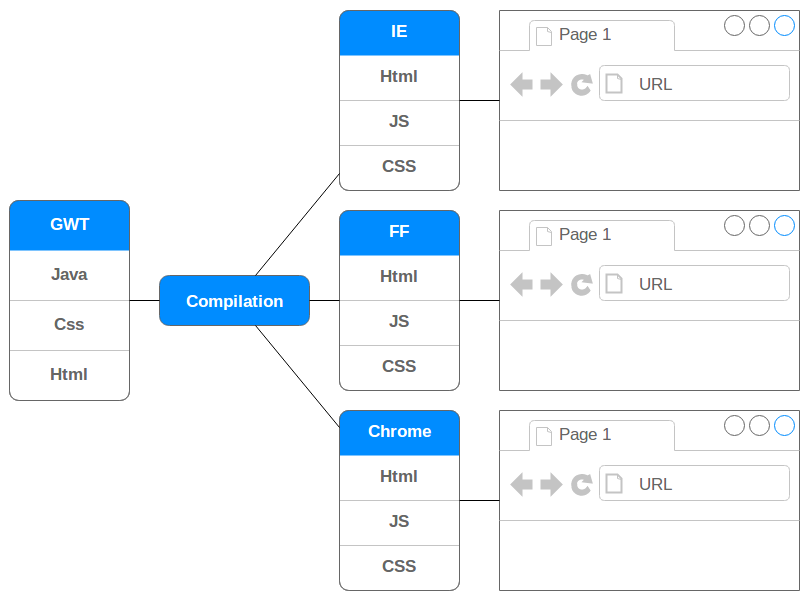 GWT
Java
Css
Html
Compilation
IE
Html
JS
CSS
Page 1
URL
FF
Html
JS
CSS
Page 1
URL
Chrome
Html
JS
CSS
Page 1
URL